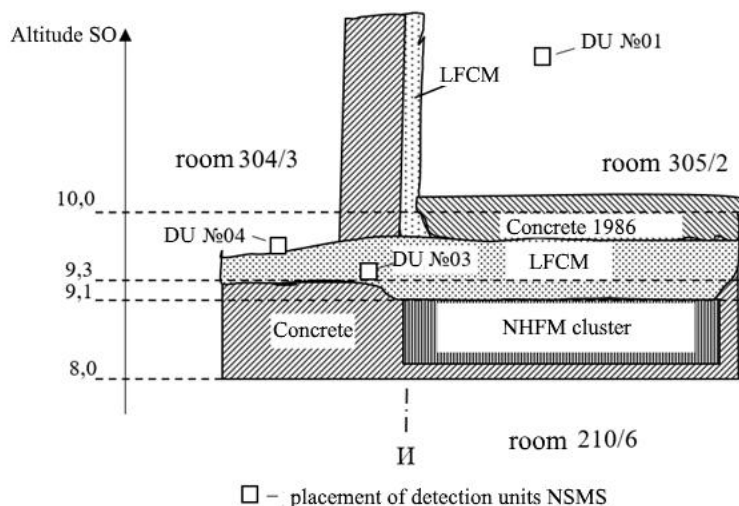 Altitude SO
DU №01
LFCM
room 304/3
room 305/2
10,0
Concrete 1986
DU №04
DU №03
LFCM
9,3
9,1
Concrete
NHFM cluster
8,0
И
room 210/6
– placement of detection units NSMS